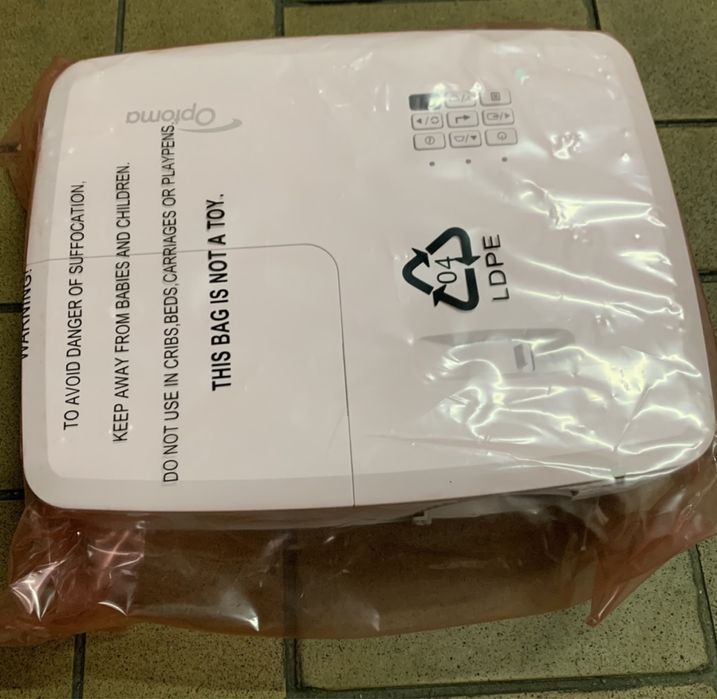 Optoma
WARNING!
TO AVOID DANGER OF SUFFOCATION,
KEEP AWAY FROM BABIES AND CHILDREN.
DO NOT USE IN CRIBS,BEDS,CARRIAGES OR PLAYPENS.
THIS BAG IS NOT A TOY.
04
LDPE